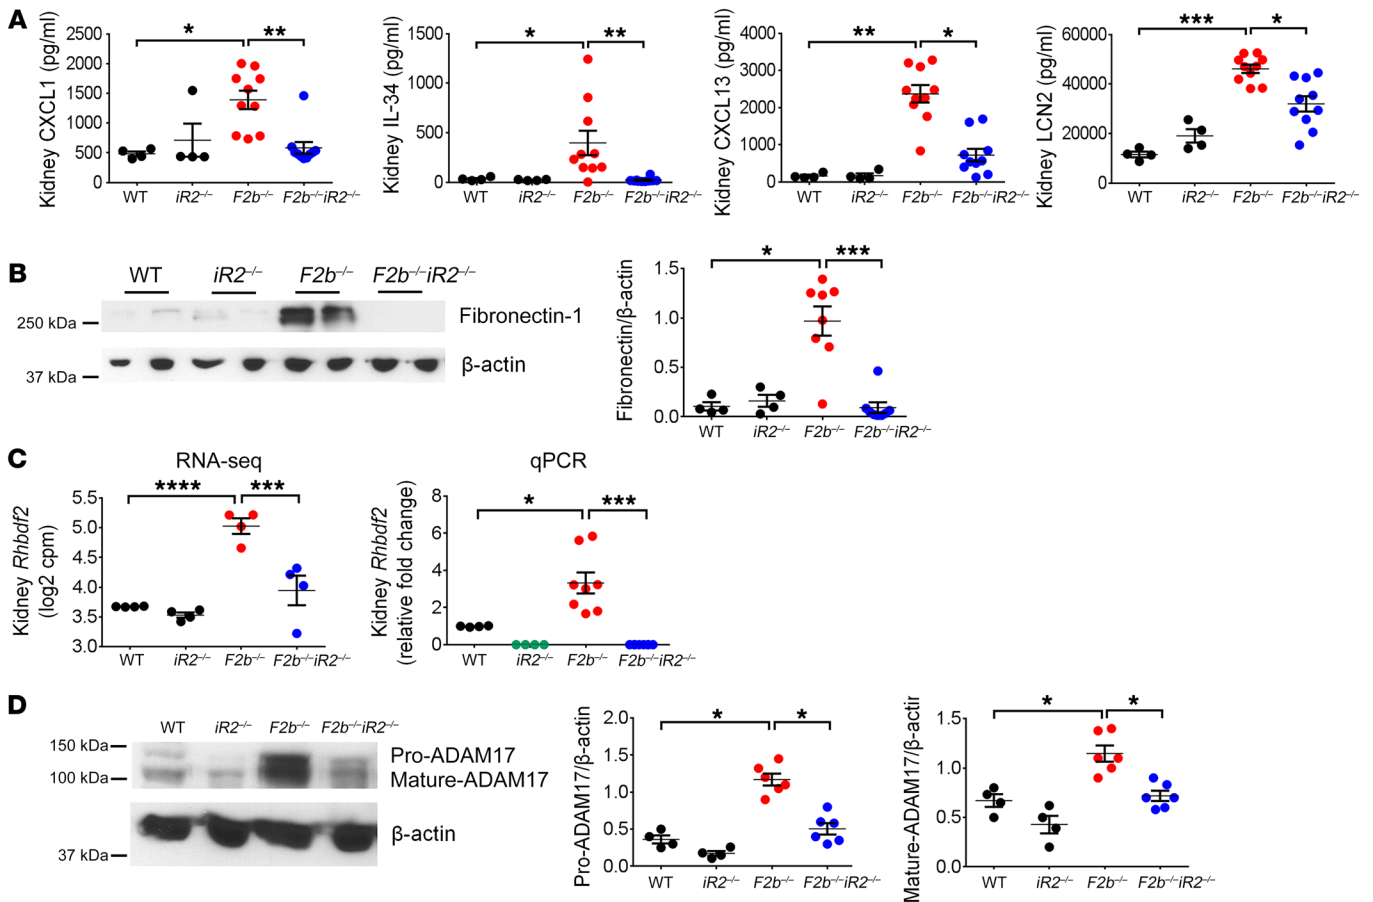 A
Kidney CXCL1 (pg/ml)
2500
2000
1500
1000
500
0
* **
WT iR2–/– F2b–/– F2b–/–iR2–/–
Kidney IL-34 (pg/ml)
1500
1000
500
0
* **
WT iR2–/– F2b–/– F2b–/–iR2–/–
Kidney CXCL13 (pg/ml)
4000
3000
2000
1000
0
** *
WT iR2–/– F2b–/– F2b–/–iR2–/–
Kidney LCN2 (pg/ml)
60000
40000
20000
0
*** *
WT iR2–/– F2b–/– F2b–/–iR2–/–
B
WT iR2–/– F2b–/– F2b–/–iR2–/–
250 kDa
Fibronectin-1
37 kDa
β-actin
Fibronectin/β-actin
1.5
1.0
0.5
0.0
* ***
WT iR2–/– F2b–/– F2b–/–iR2–/–
C
RNA-seq
Kidney Rhbdf2
(log2 cpm)
5.5
5.0
4.5
4.0
3.5
3.0
**** ***
WT iR2–/– F2b–/– F2b–/–iR2–/–
qPCR
Kidney Rhbdf2
(relative fold change)
8
6
4
2
0
* ***
WT iR2–/– F2b–/– F2b–/–iR2–/–
D
WT iR2–/– F2b–/– F2b–/–iR2–/–
150 kDa
Pro-ADAM17
100 kDa
Mature-ADAM17
β-actin
37 kDa
Pro-ADAM17/β-actin
2.0
1.5
1.0
0.5
0.0
* *
WT iR2–/– F2b–/– F2b–/–iR2–/–
Mature-ADAM17/β-actin
1.5
1.0
0.5
0.0
* *
WT iR2–/– F2b–/– F2b–/–iR2–/–